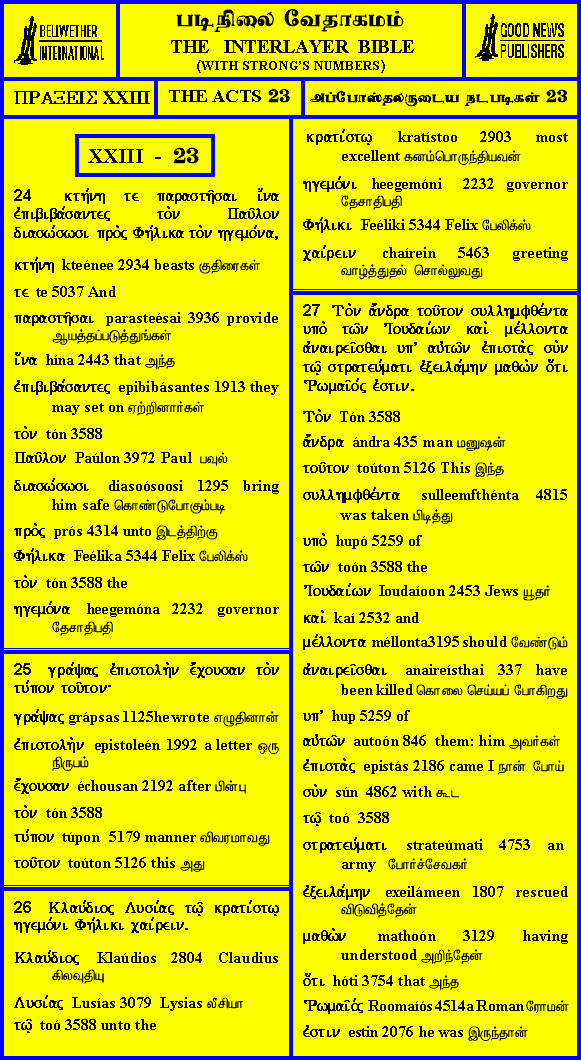 BELLWETHER
INTERNATIONAL
படிநிலை வேதாகமம்
THE INTERLAYER BIBLE
(WITH STRONG'S NUMBERS)
GOOD NEWS
PUBLISHERS
ΠΡΑΞΕΙΣ XXIII
THE ACTS 23
அப்போஸ்தலருடைய நடபடிகள் 23
XXIII - 23
24 κτήνη τε παραστῆσαι ἵνα
ἐπιβιβάσαντες τὸν Παῦλον
διασώσωσι πρὸς Φήλικα τὸν ἡγεμόνα,
κτήνη kteénee 2934 beasts குதிரைகள்
τε te 5037 And
παραστῆσαι parasteésai 3936 provide
ஆயத்தப்படுத்துங்கள்
ἵνα hína 2443 that அந்த
ἐπιβιβάσαντες epibibásantes 1913 they
may set on ஏற்றினார்கள்
τὸν tón 3588
Παῦλον Paúlon 3972 Paul பவுல்
διασώσωσι diasoósoosi 1295 bring
him safe கொண்டுபோகும்படி
πρὸς prós 4314 unto இடத்திற்கு
Φήλικα Feélika 5344 Felix பேலிக்ஸ்
τὸν tón 3588 the
ἡγεμόνα heegemóna 2232 governor
தேசாதிபதி
25 γράψας ἐπιστολὴν ἔχουσαν τὸν
τύπον τοῦτον·
γράψας grápsas 1125he wrote எழுதினான்
ἐπιστολὴν epistoleén 1992 a letter ஒரு
நிருபம்
ἔχουσαν échousan 2192 after பின்பு
τὸν tón 3588
τύπον túpon 5179 manner விவரமாவது
τοῦτον toúton 5126 this அது
26 Κλαύδιος Λυσίας τῷ κρατίστῳ
ἡγεμόνι Φήλικι χαίρειν.
Κλαύδιος Klaúdios 2804 Claudius
கிலவுதியு
Λυσίας Lusías 3079 Lysias லீசியா
τῷ toó 3588 unto the
κρατίστῳ kratístoo 2903 most
excellent கனம்பொருந்தியவன்
ἡγεμόνι heegemóni 2232 governor
தேசாதிபதி
Φήλικι Feéliki 5344 Felix பேலிக்ஸ்
χαίρειν chaírein 5463 greeting
வாழ்த்துதல் சொல்லுவது
27 Τὸν ἄνδρα τοῦτον συλλημφθέντα
ὑπὸ τῶν Ἰουδαίων καὶ μέλλοντα
ἀναιρεῖσθαι ὑπ' αὐτῶν ἐπιστὰς σὺν
τῷ στρατεύματι ἐξειλάμην μαθὼν ὅτι
Ῥωμαῖός ἐστιν.
Τὸν Tón 3588
ἄνδρα ándra 435 man மனுஷன்
τοῦτον toúton 5126 This இந்த
συλλημφθέντα sulleemfthénta 4815
was taken பிடித்து
ὑπὸ hupó 5259 of
τῶν toón 3588 the
Ἰουδαίων Ioudaíoon 2453 Jews யூதர்
καὶ kaí 2532 and
μέλλοντα méllonta3195 should வேண்டும்
ἀναιρεῖσθαι anaireísthai 337 have
been killed கொலை செய்யப் போகிறது
ὑπ' hup 5259 of
αὐτῶν autoón 846 them: him அவர்கள்
ἐπιστὰς epistás 2186 came I நான் போய்
σὺν sún 4862 with கூட
τῷ toó 3588
στρατεύματι strateúmati 4753 an
army போர்ச்சேவகர்
ἐξειλάμην exeilámeen 1807 rescued
விடுவித்தேன்
μαθὼν mathoón 3129 having
understood அறிந்தேன்
ὅτι hóti 3754 that அந்த
Ῥωμαῖός Roomaíós 4514a Roman ரோமன்
ἐστιν estin 2076 he was இருந்தான்